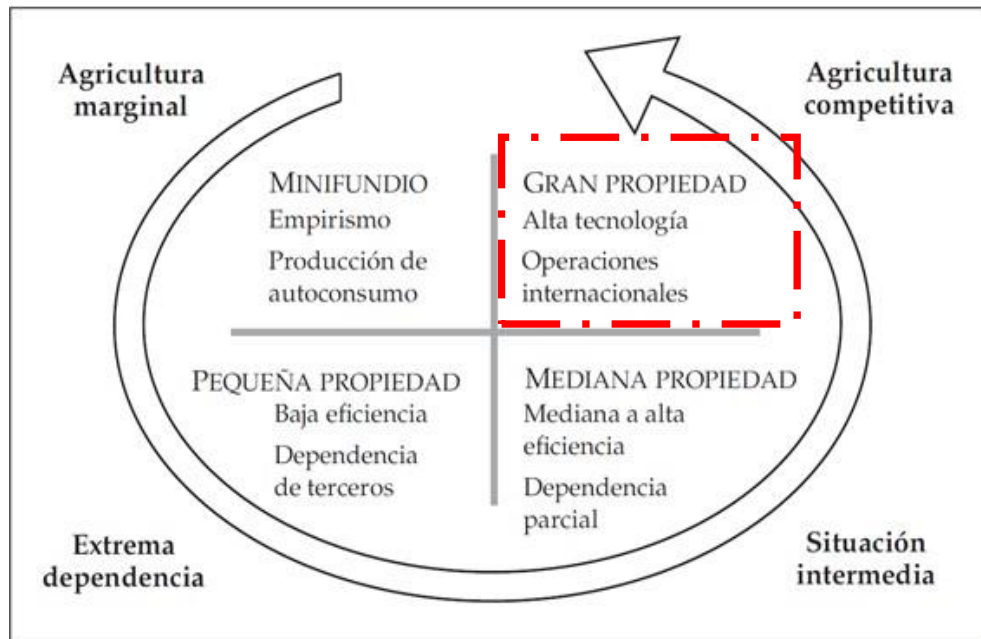 Agricultura
marginal
Agricultura
competitiva
MINIFUNDIO
Empirismo
Producción de
autoconsumo
GRAN PROPIEDAD
Alta tecnología
Operaciones
internacionales
PEQUEÑA PROPIEDAD
Baja eficiencia
Dependencia
de terceros
MEDIANA PROPIEDAD
Mediana a alta
eficiencia
Dependencia
parcial
Extrema
dependencia
Situación
intermedia